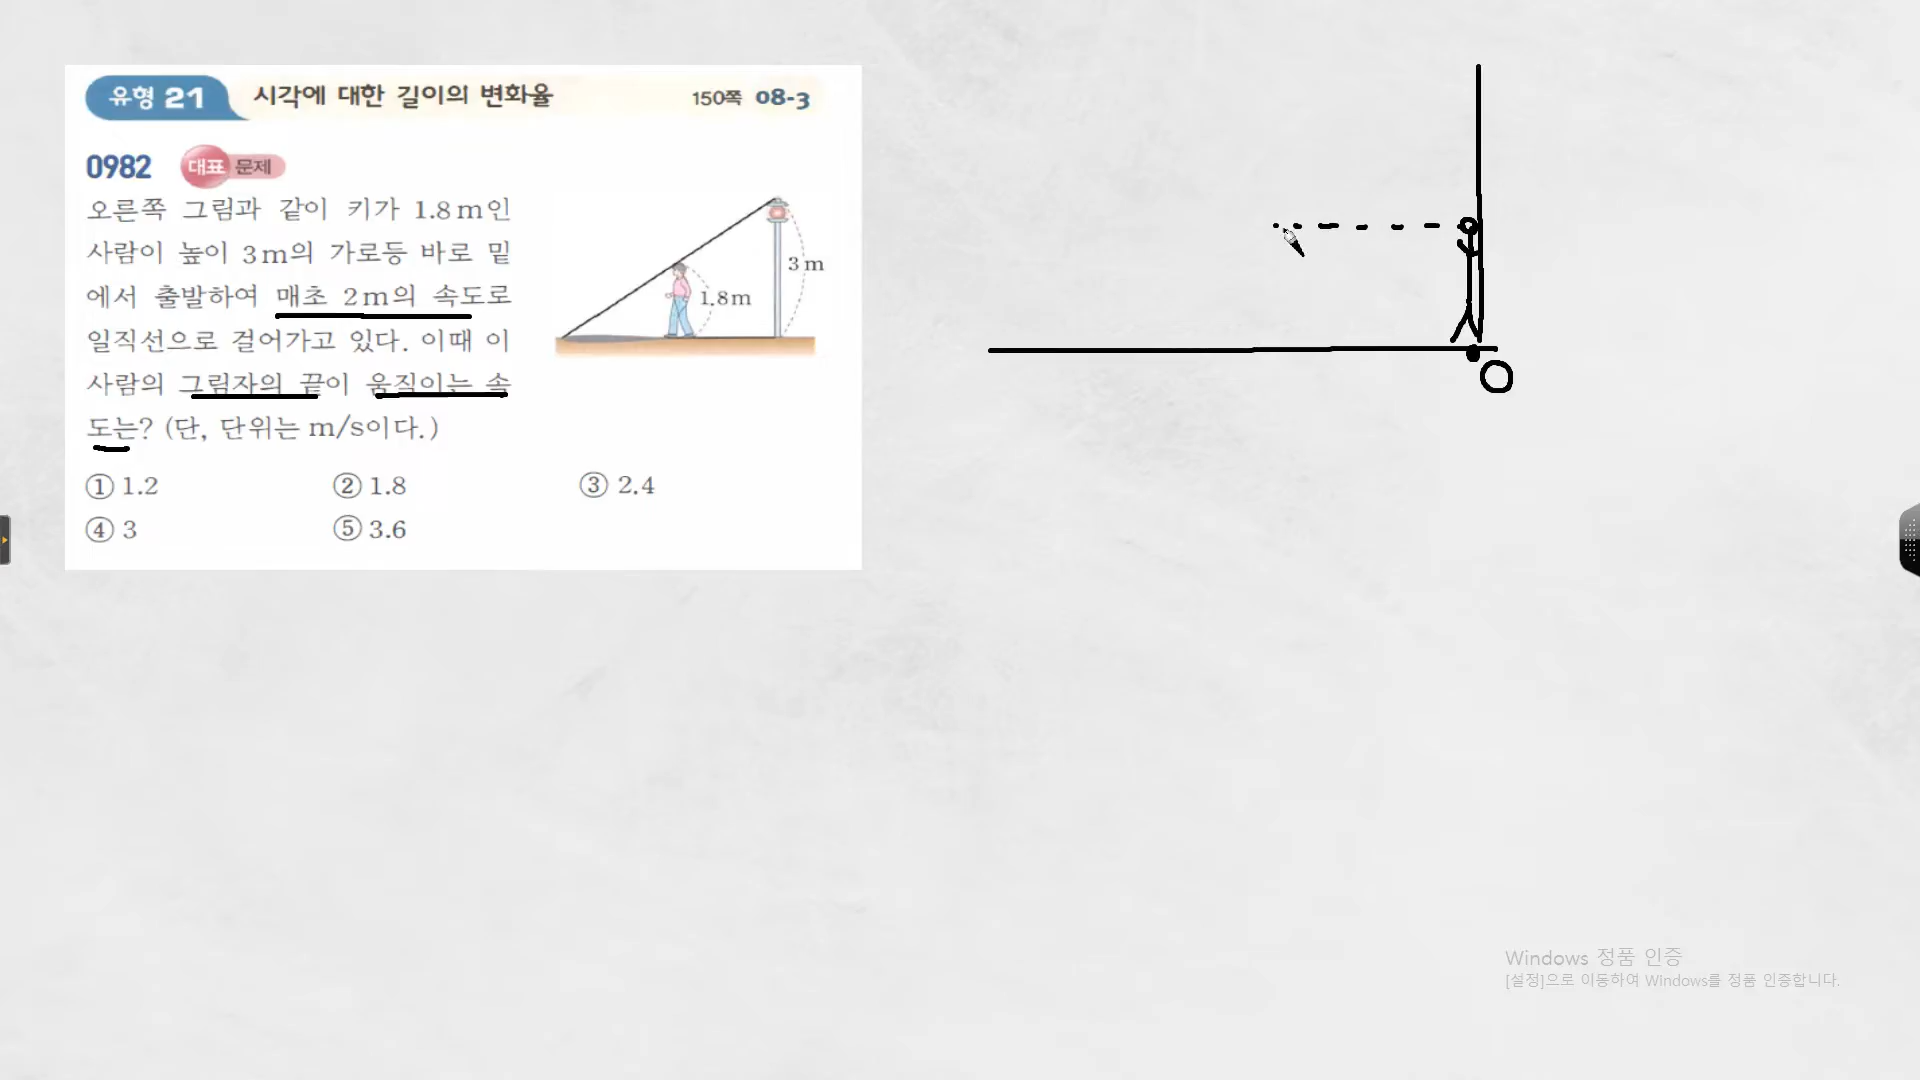 유형 21 시각에 대한 길이의 변화율 150쪽 08-3
0982 대표 문제
오른쪽 그림과 같이 키가 1.8m인
사람이 높이 3m의 가로등 바로 밑
에서 출발하여 매초 2m의 속도로
일직선으로 걸어가고 있다. 이때 이
사람의 그림자의 끝이 움직이는 속
도는? (단, 단위는 m/s이다.)
3m
1.8m
① 1.2 ② 1.8 ③ 2.4
④ 3 ⑤ 3.6
O
Windows 정품 인증
[설정]으로 이동하여 Windows를 정품 인증합니다.